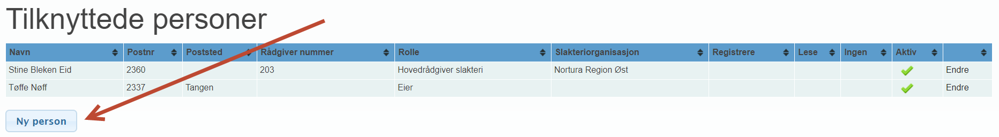 Tilknyttede personer
Navn Postnr Poststed Rådgiver nummer Rolle Slakteriorganisasjon Registrere Lese Ingen Aktiv
Stine Bleken Eid 2360 203 Hovedrådgiver slakteri Nortura Region Øst Endre
Tøffe Nøff 2337 Tangen Eier Endre
Ny person